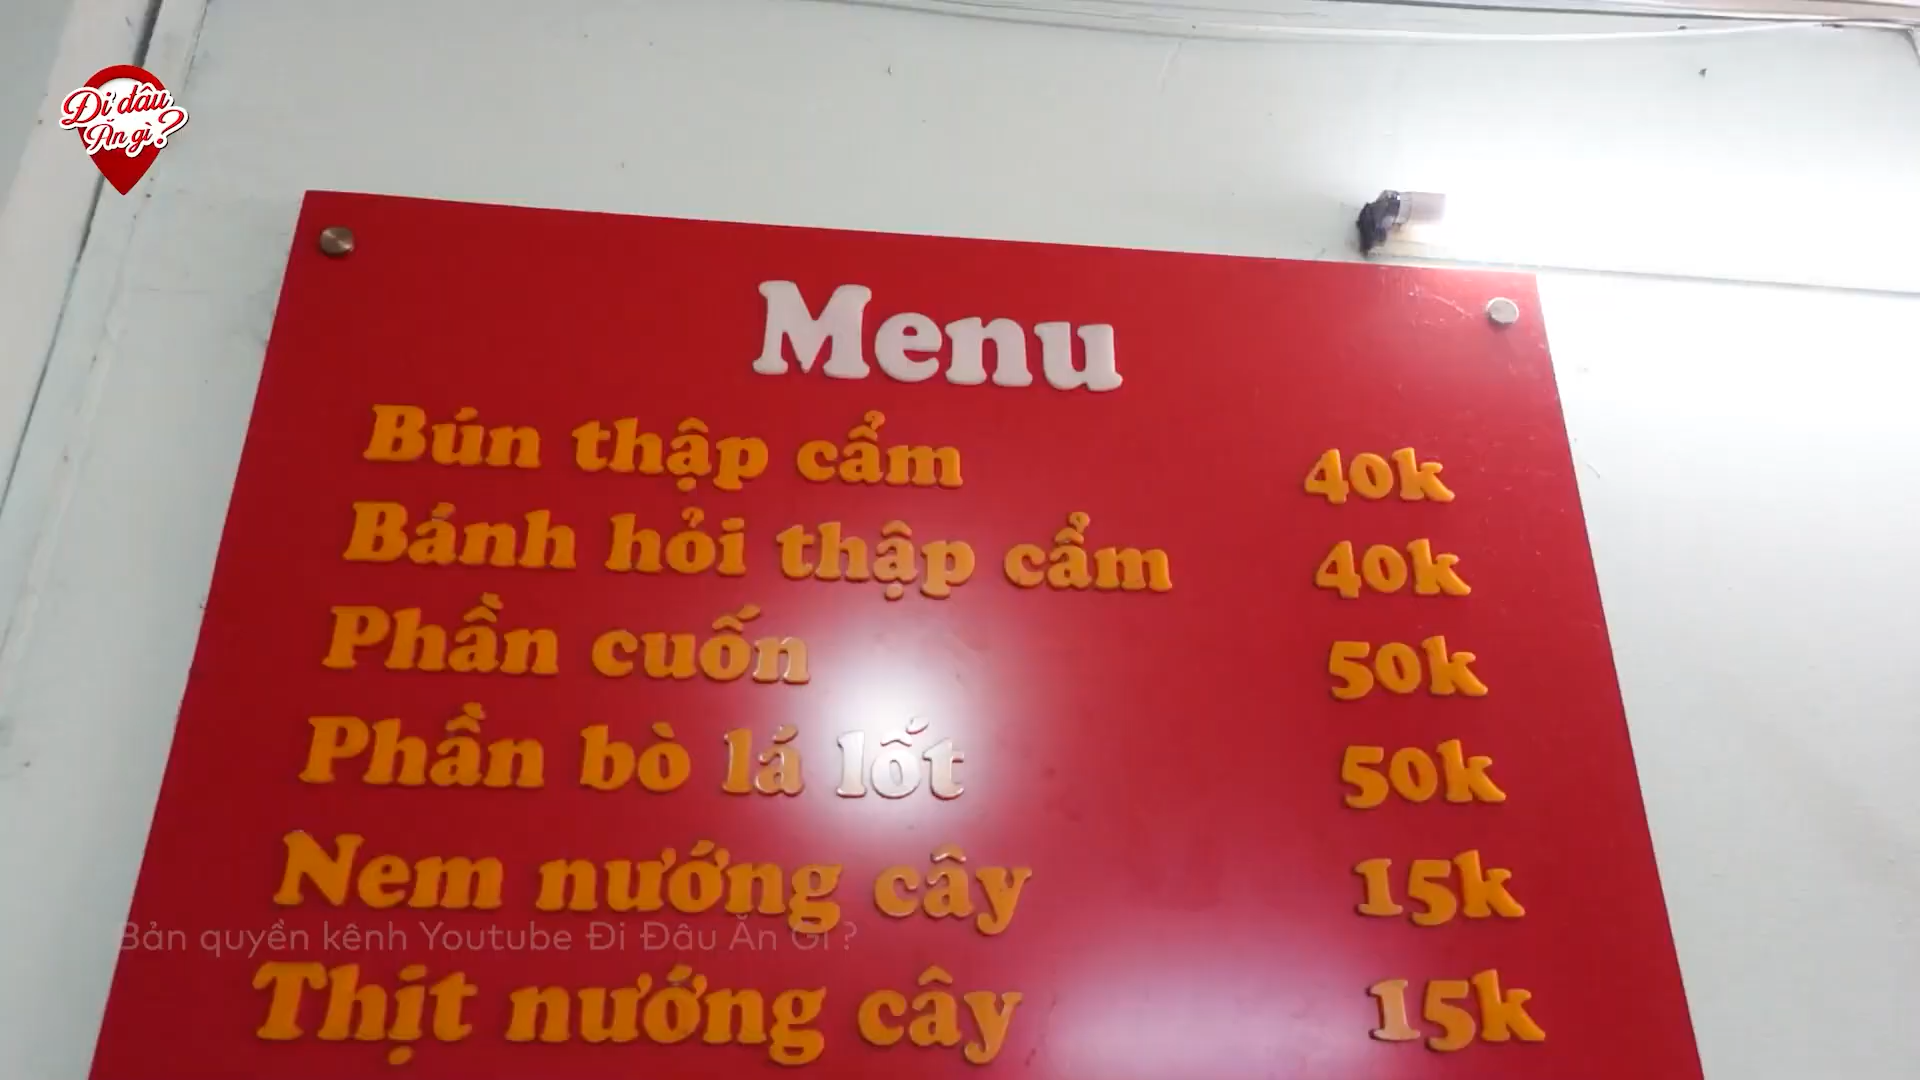 Đi đâu
Ăn gì?
Menu
Bún thập cẩm 40k
Bánh hỏi thập cẩm 40k
Phần cuốn 50k
Phần bò lá lốt 50k
Nem nướng cây 15k
Bản quyền kênh Youtube Đi Đâu Ăn Gì ?
Thịt nướng cây 15k